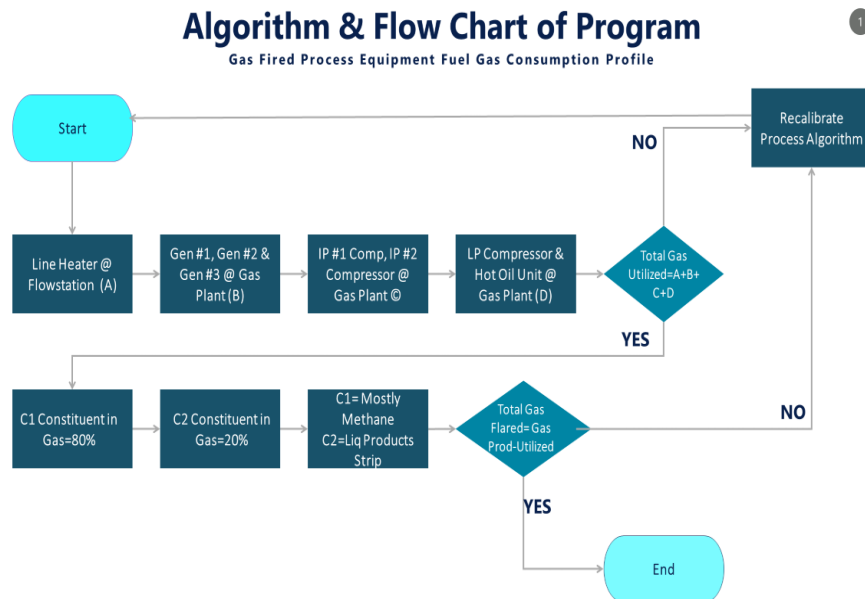 Algorithm & Flow Chart of Program
1
Gas Fired Process Equipment Fuel Gas Consumption Profile
Start
Recalibrate
Process Algorithm
NO
Line Heater @
Flowstation (A)
Gen #1, Gen #2 &
Gen #3 @ Gas
Plant (B)
IP #1 Comp, IP #2
Compressor @
Gas Plant ©
LP Compressor &
Hot Oil Unit @
Gas Plant (D)
Total Gas
Utilized=A+B+
C+D
YES
C1 Constituent in
Gas=80%
C2 Constituent in
Gas=20%
C1= Mostly
Methane
C2=Liq Products
Strip
Total Gas
Flared= Gas
Prod-Utilized
NO
YES
End